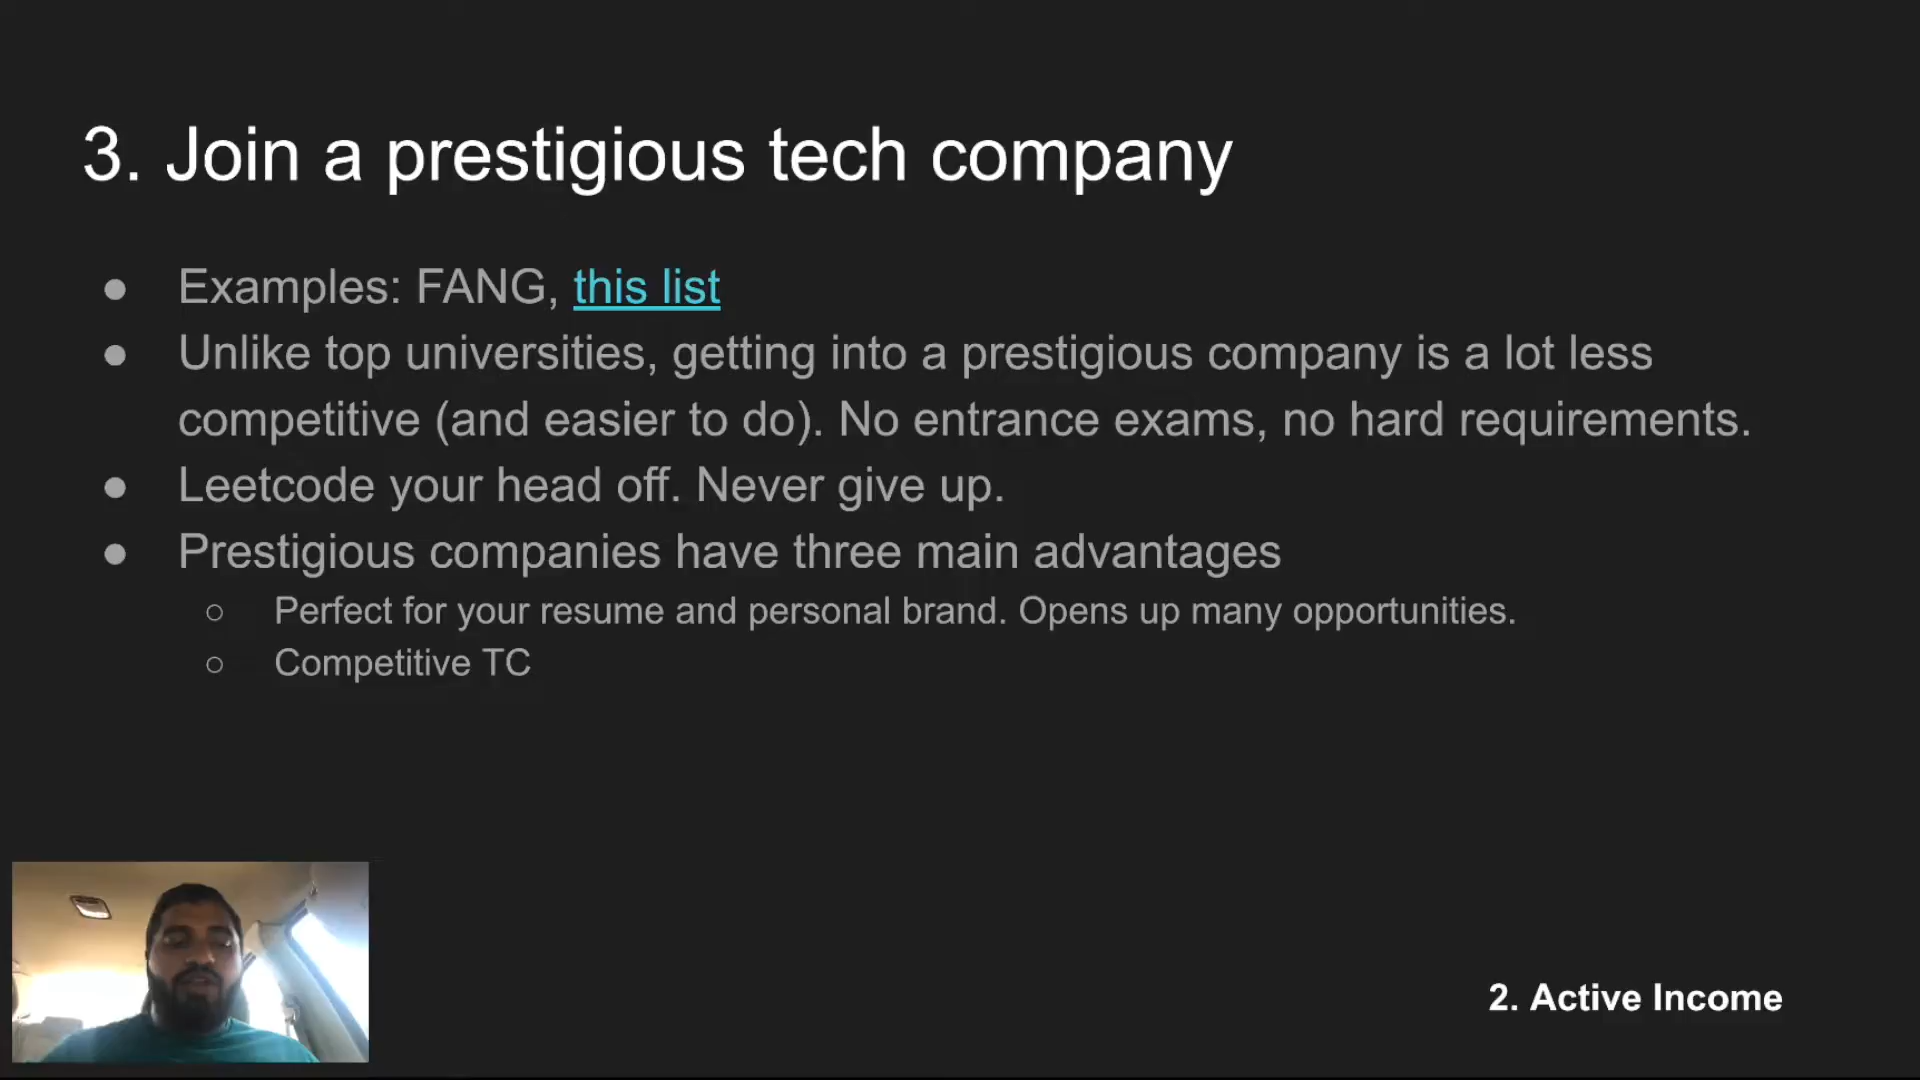 3. Join a prestigious tech company
● Examples: FANG, this list
● Unlike top universities, getting into a prestigious company is a lot less
competitive (and easier to do). No entrance exams, no hard requirements.
● Leetcode your head off. Never give up.
● Prestigious companies have three main advantages
○ Perfect for your resume and personal brand. Opens up many opportunities.
○ Competitive TC
2. Active Income